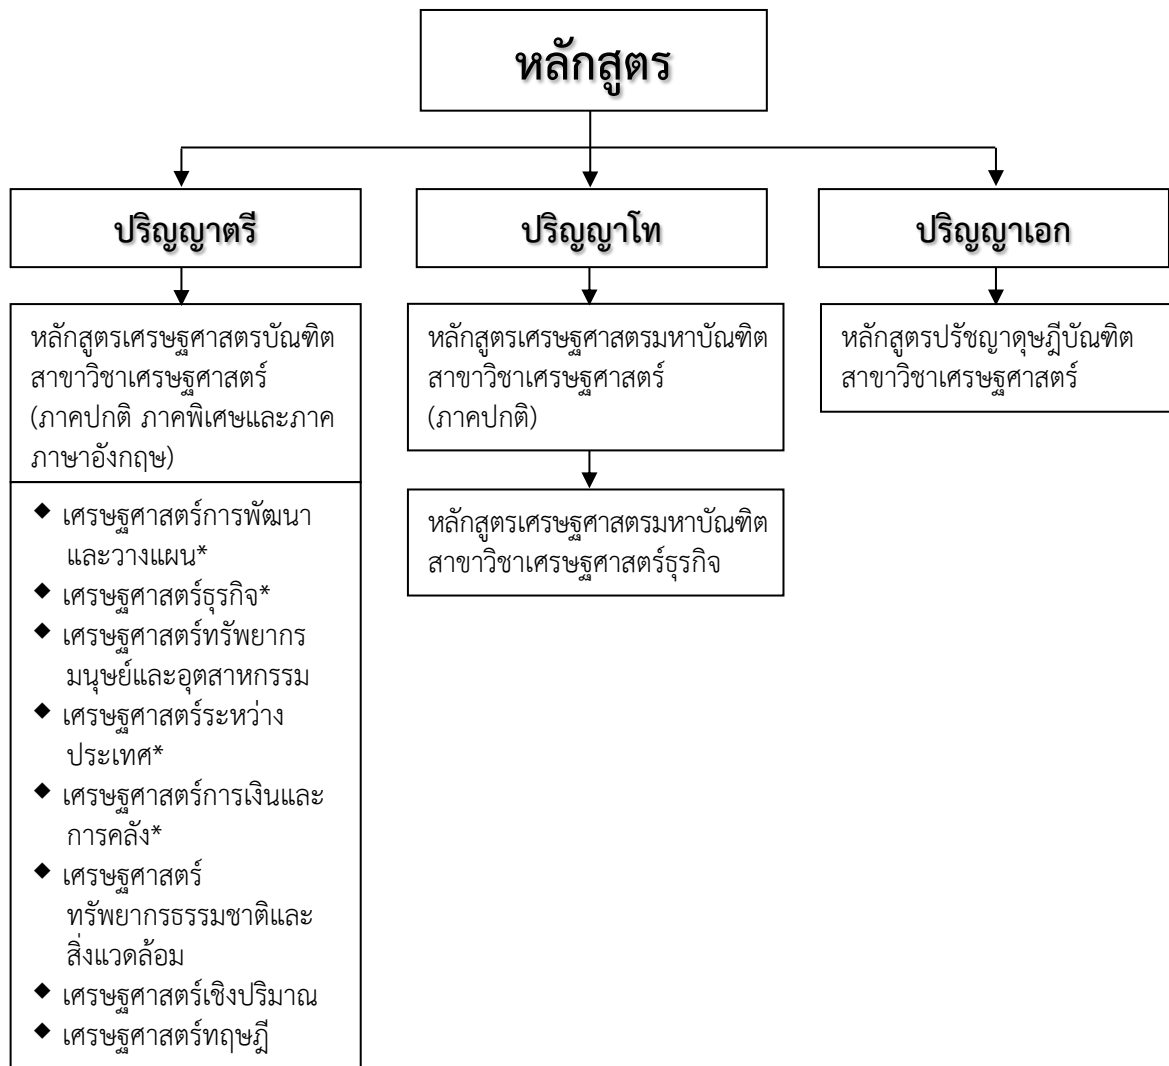 หลักสูตร
ปริญญาตรี
ปริญญาโท
ปริญญาเอก
หลักสูตรเศรษฐศาสตรบัณฑิต
สาขาวิชาเศรษฐศาสตร์
(ภาคปกติ ภาคพิเศษและภาค
ภาษาอังกฤษ)
◆ เศรษฐศาสตร์การพัฒนา
และวางแผน*
◆ เศรษฐศาสตร์ธุรกิจ*
◆ เศรษฐศาสตร์ทรัพยากร
มนุษย์และอุตสาหกรรม
◆ เศรษฐศาสตร์ระหว่าง
ประเทศ*
◆ เศรษฐศาสตร์การเงินและ
การคลัง*
◆ เศรษฐศาสตร์
ทรัพยากรธรรมชาติและ
สิ่งแวดล้อม
◆ เศรษฐศาสตร์เชิงปริมาณ
◆ เศรษฐศาสตร์ทฤษฎี
หลักสูตรเศรษฐศาสตรมหาบัณฑิต
สาขาวิชาเศรษฐศาสตร์
(ภาคปกติ)
หลักสูตรเศรษฐศาสตรมหาบัณฑิต
สาขาวิชาเศรษฐศาสตร์ธุรกิจ
หลักสูตรปรัชญาดุษฎีบัณฑิต
สาขาวิชาเศรษฐศาสตร์